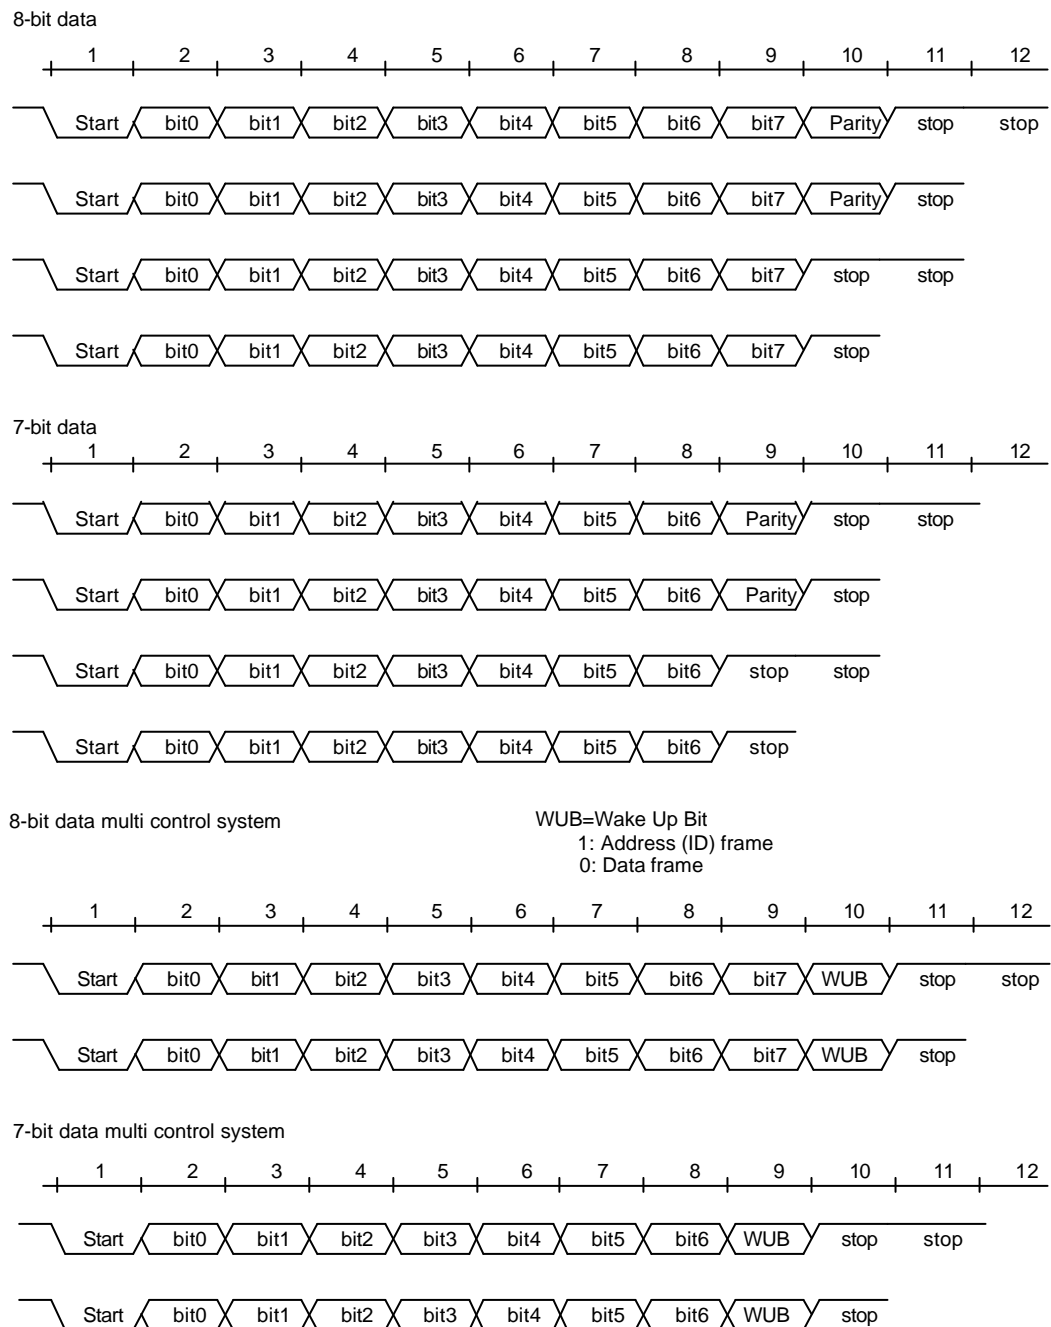 8-bit data
1 2 3 4 5 6 7 8 9 10 11 12
Start bit0 bit1 bit2 bit3 bit4 bit5 bit6 bit7 Parity stop stop
Start bit0 bit1 bit2 bit3 bit4 bit5 bit6 bit7 Parity stop
Start bit0 bit1 bit2 bit3 bit4 bit5 bit6 bit7 stop stop
Start bit0 bit1 bit2 bit3 bit4 bit5 bit6 bit7 stop
7-bit data
1 2 3 4 5 6 7 8 9 10 11 12
Start bit0 bit1 bit2 bit3 bit4 bit5 bit6 Parity stop stop
Start bit0 bit1 bit2 bit3 bit4 bit5 bit6 Parity stop
Start bit0 bit1 bit2 bit3 bit4 bit5 bit6 stop stop
Start bit0 bit1 bit2 bit3 bit4 bit5 bit6 stop
8-bit data multi control system
WUB=Wake Up Bit
1: Address (ID) frame
0: Data frame
1 2 3 4 5 6 7 8 9 10 11 12
Start bit0 bit1 bit2 bit3 bit4 bit5 bit6 bit7 WUB stop stop
Start bit0 bit1 bit2 bit3 bit4 bit5 bit6 bit7 WUB stop
7-bit data multi control system
1 2 3 4 5 6 7 8 9 10 11 12
Start bit0 bit1 bit2 bit3 bit4 bit5 bit6 WUB stop stop
Start bit0 bit1 bit2 bit3 bit4 bit5 bit6 WUB stop